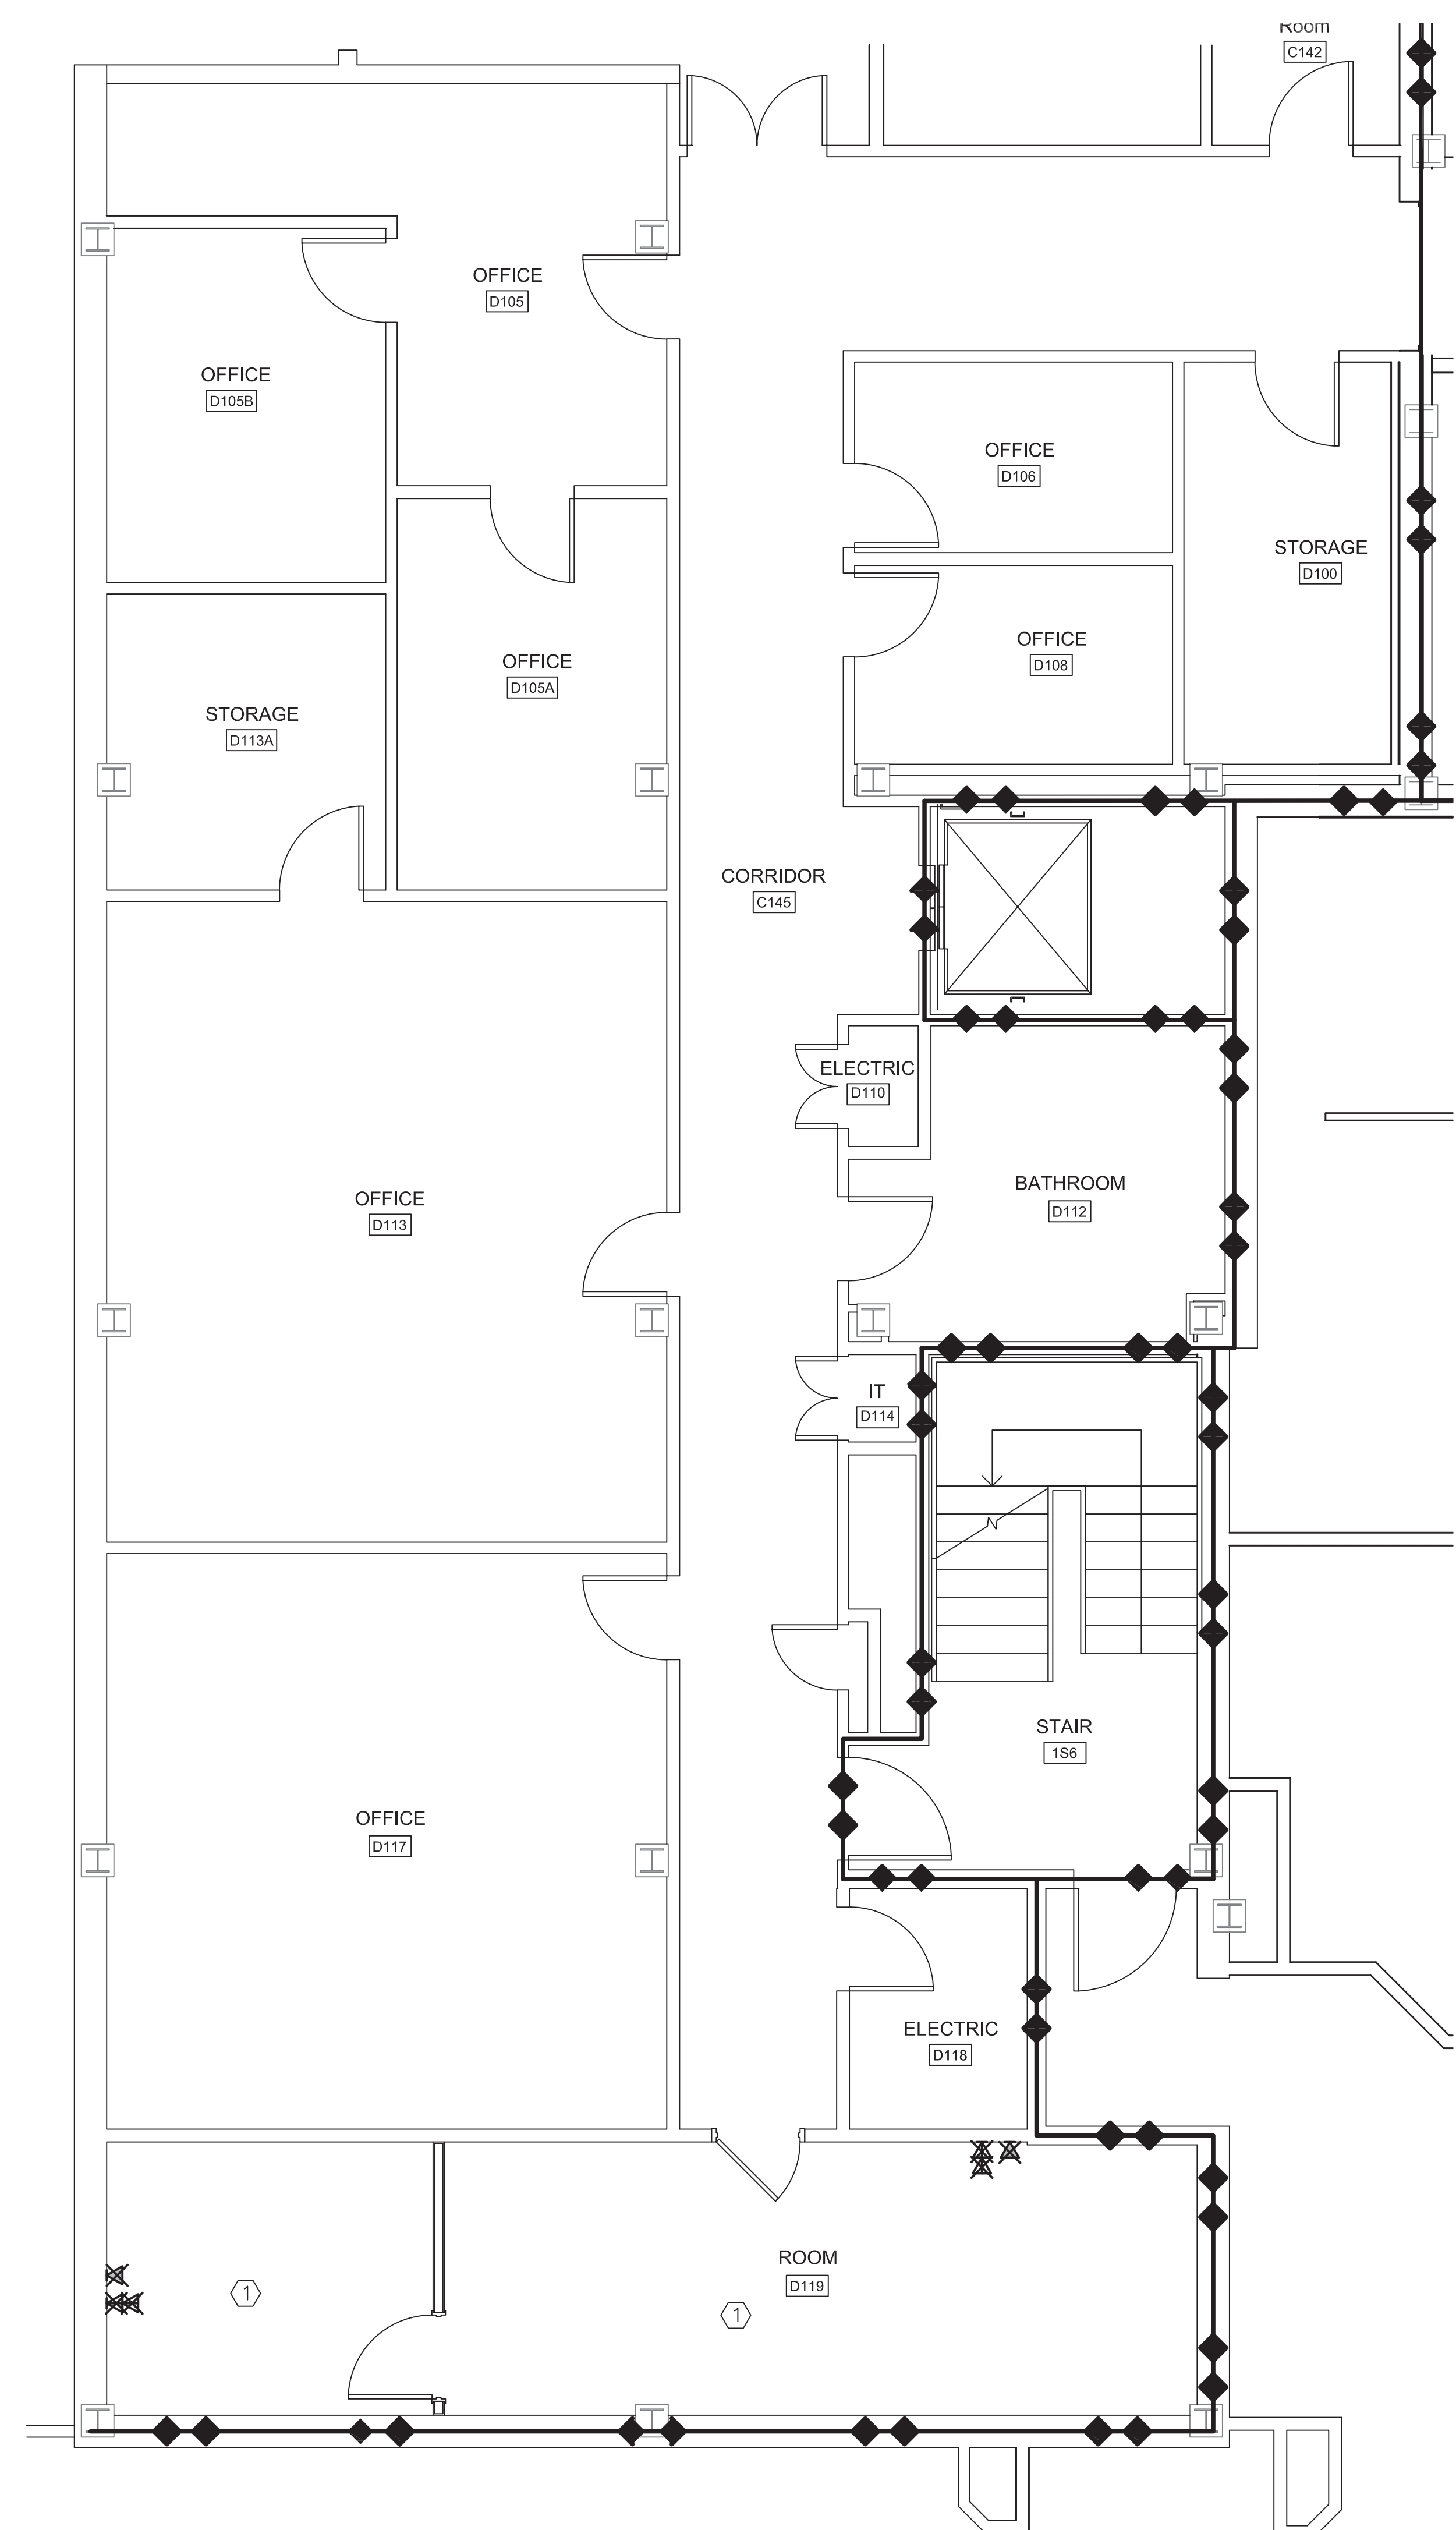 Room
C142
OFFICE
D105
OFFICE
D105B
OFFICE
D106
STORAGE
D100
OFFICE
D108
OFFICE
D105A
STORAGE
D113A
CORRIDOR
C145
ELECTRIC
D110
BATHROOM
D112
OFFICE
D113
IT
D114
N
STAIR
1S6
OFFICE
D117
ELECTRIC
D118
ROOM
D119
1
1